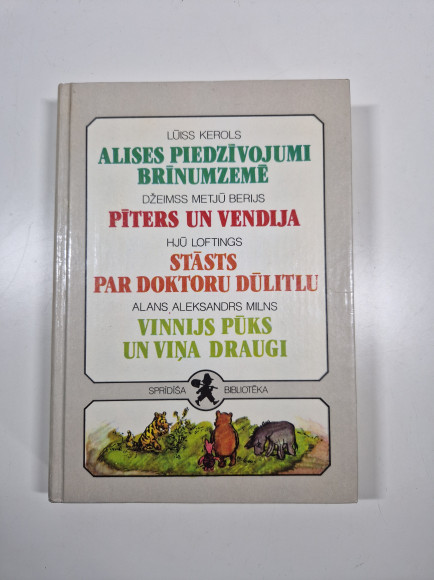 LŪISS KEROLS
ALISES PIEDZĪVOJUMI
BRĪNUMZEMĒ
DŽEIMSS METJŪ BERIJS
PĪTERS UN VENDIJA
HJŪ LOFTINGS
STĀSTS
PAR DOKTORU DŪLITLU
ALANS ALEKSANDRS MILNS
VINNIJS PŪKS
UN VIŅA DRAUGI
SPRĪDĪŠA BIBLIOTĒKA